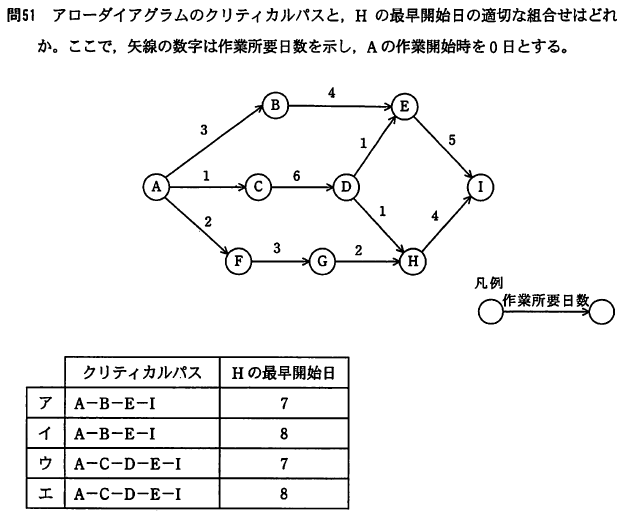 問51 アローダイアグラムのクリティカルパスと，Hの最早開始日の適切な組合せはどれ
か。ここで，矢線の数字は作業所要日数を示し，Aの作業開始時を0日とする。
B 4 E
3 1 5
A 1 C 6 D I
2 1 4
F 3 G 2 H
凡例
作業所要日数
クリティカルパス Hの最早開始日
ア A－B－E－I 7
イ A－B－E－I 8
ウ A－C－D－E－I 7
エ A－C－D－E－I 8